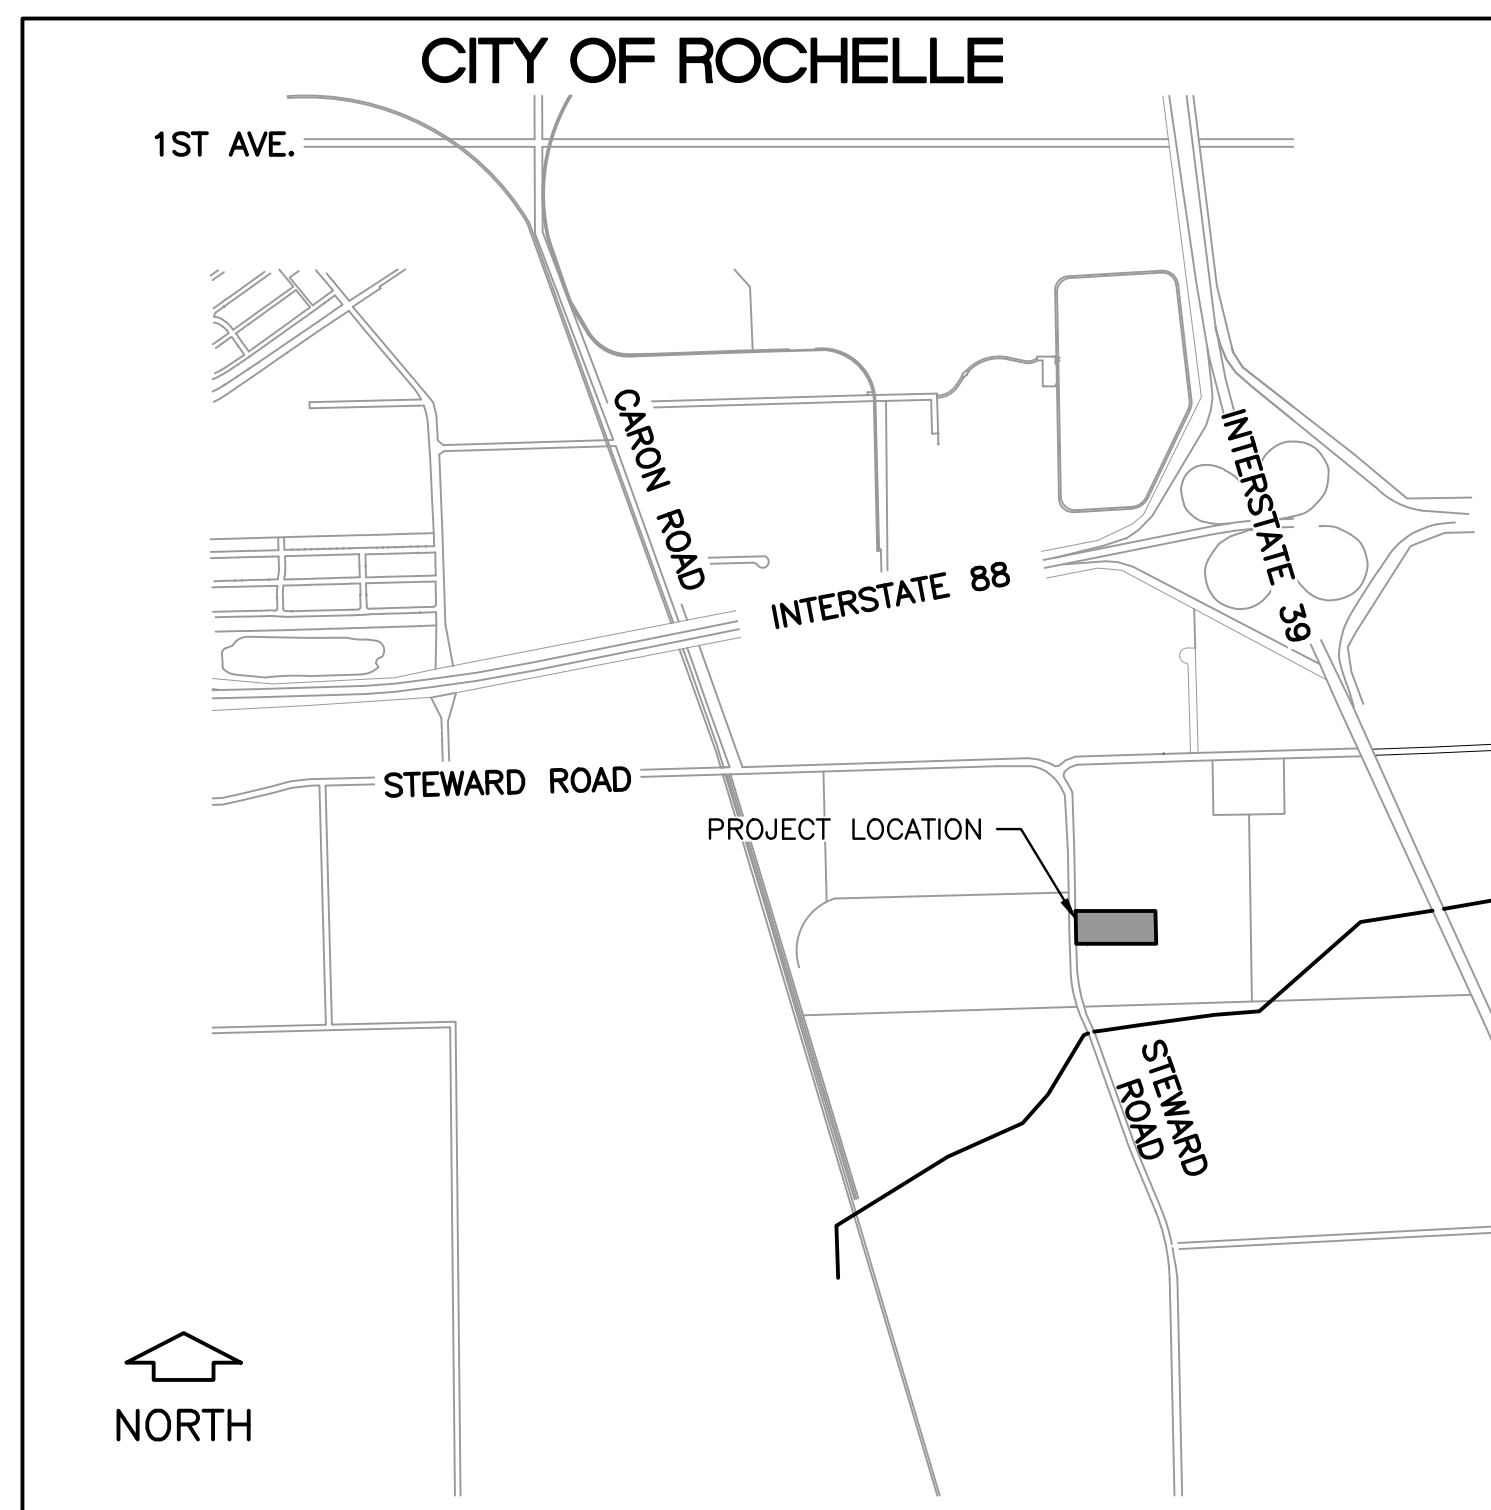 CITY OF ROCHELLE
1ST AVE.
CARON ROAD
INTERSTATE 39
INTERSTATE 88
STEWARD ROAD
PROJECT LOCATION
STEWARD
ROAD
NORTH